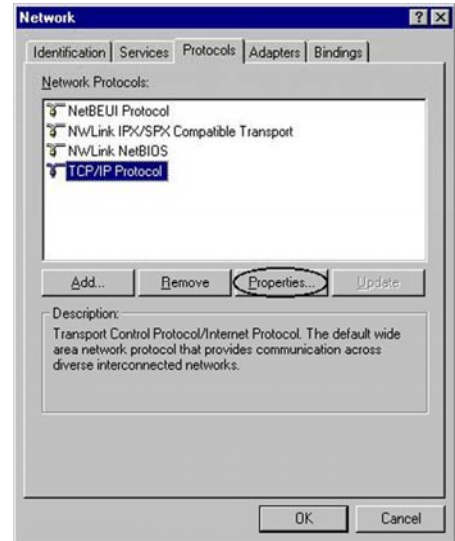 Network
Identification Services Protocols Adapters Bindings
Network Protocols:
NetBEUI Protocol
NWLink IPX/SPX Compatible Transport
NWLink NetBIOS
TCP/IP Protocol
Add... Remove Properties... Update
Description:
Transport Control Protocol/Internet Protocol. The default wide
area network protocol that provides communication across
diverse interconnected networks.
OK Cancel